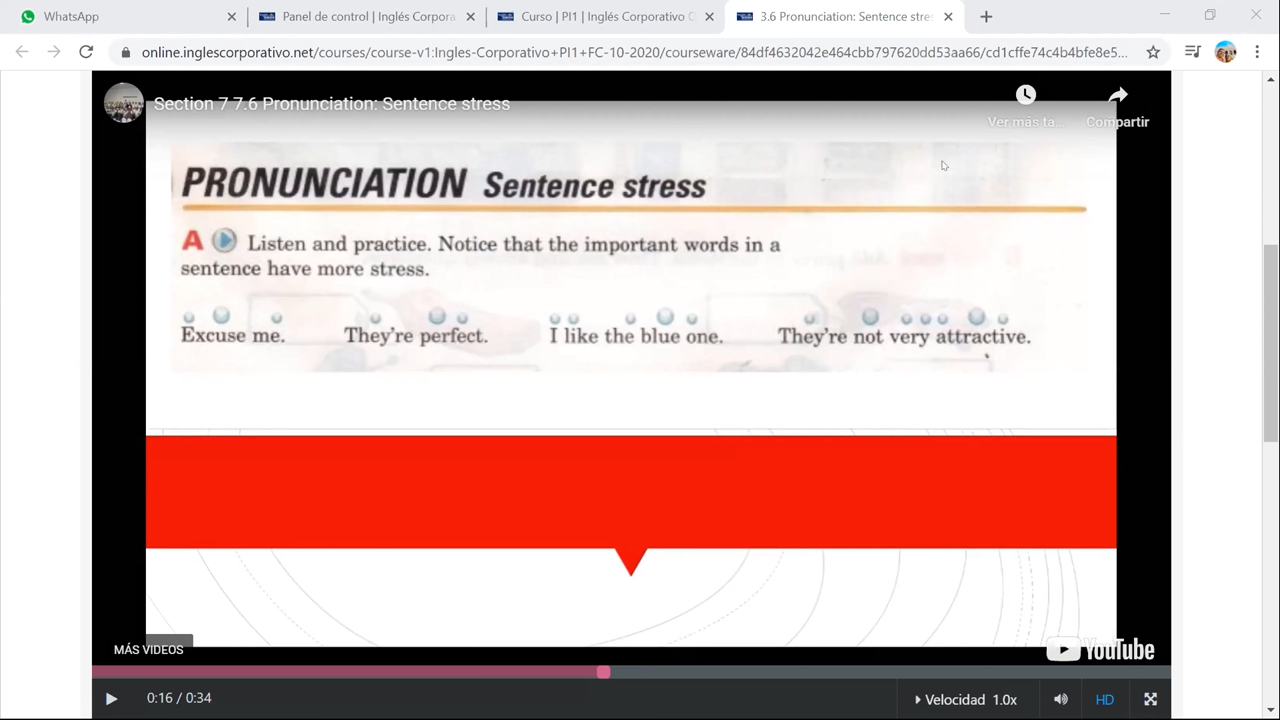 WhatsApp
Panel de control | Inglés Corpora
Curso | PI1 | Inglés Corporativo C
3.6 Pronunciation: Sentence stre
online.inglescorporativo.net/courses/course-v1:Ingles-Corporativo+PI1+FC-10-2020/courseware/84df4632042e464cbb797620dd53aa66/cd1cffe74c4b4bfe8e5...
Section 7 7.6 Pronunciation: Sentence stress
Ver más ta...
Compartir
PRONUNCIATION Sentence stress
A Listen and practice. Notice that the important words in a
sentence have more stress.
Excuse me. They're perfect. I like the blue one. They're not very attractive.
MÁS VIDEOS
YouTube
0:16 / 0:34
Velocidad 1.0x
HD